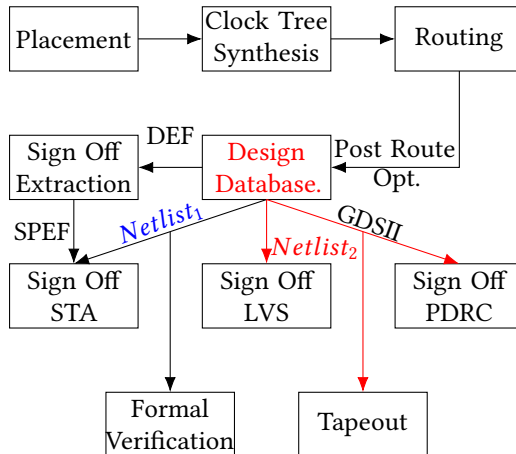 Placement
Clock Tree
Synthesis
Routing
DEF
Post Route
Opt.
Sign Off
Extraction
Design
Database.
SPEF
Netlist₁
Netlist₂
GDSII
Sign Off
STA
Sign Off
LVS
Sign Off
PDRC
Formal
Verification
Tapeout